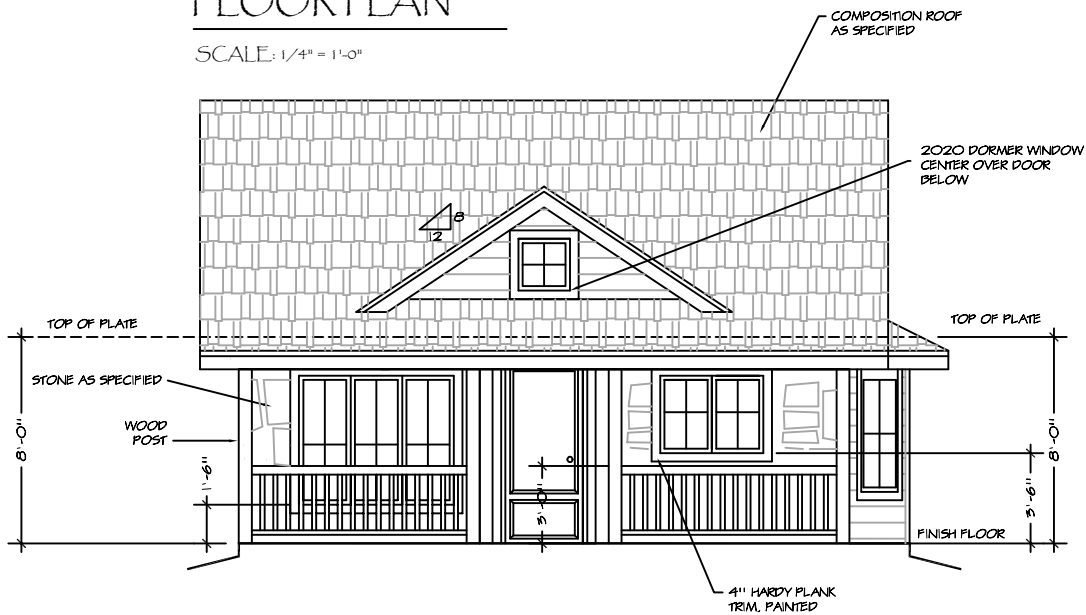 FLOOR PLAN
SCALE: 1/4" = 1'-0"
COMPOSITION ROOF
AS SPECIFIED
2020 DORMER WINDOW
CENTER OVER DOOR
BELOW
8
12
TOP OF PLATE
TOP OF PLATE
STONE AS SPECIFIED
WOOD
POST
8'-0"
1'-6"
3'-0"
3'-6"
8'-0"
FINISH FLOOR
4" HARDY PLANK
TRIM, PAINTED